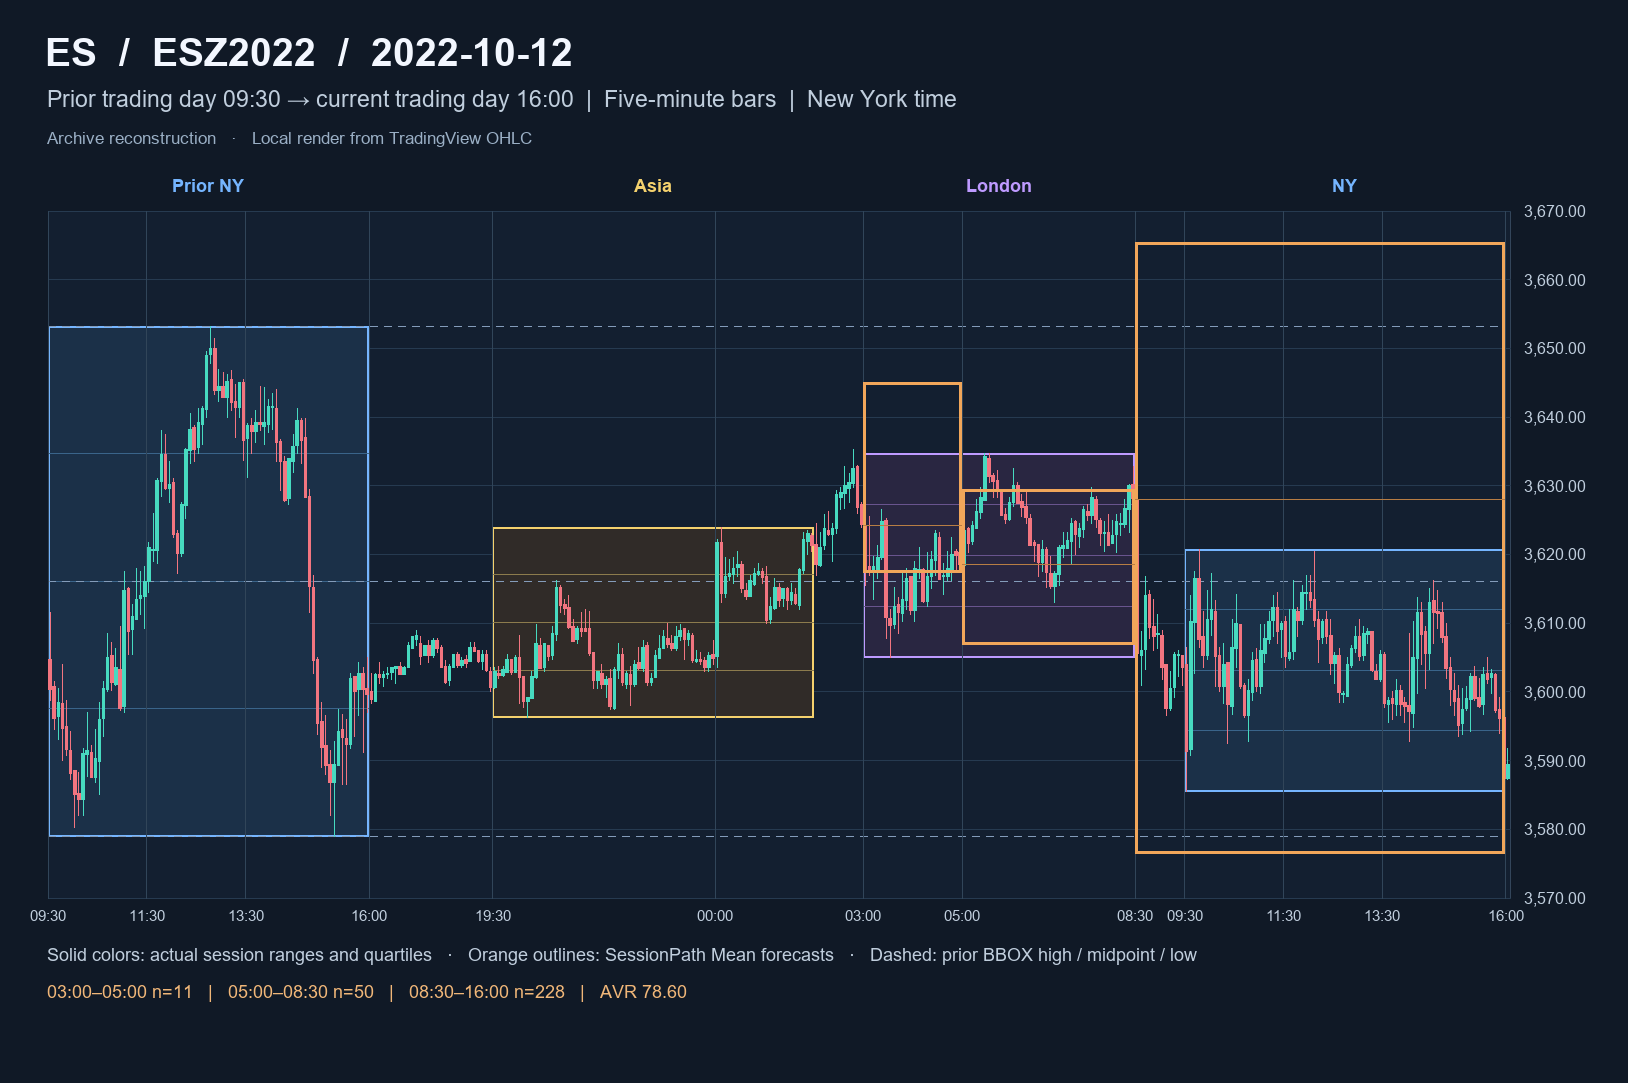 ES / ESZ2022 / 2022-10-12
Prior trading day 09:30 → current trading day 16:00 | Five-minute bars | New York time
Archive reconstruction · Local render from TradingView OHLC
Prior NY Asia London NY
3,670.00
3,660.00
3,650.00
3,640.00
3,630.00
3,620.00
3,610.00
3,600.00
3,590.00
3,580.00
3,570.00
09:30 11:30 13:30 16:00 19:30 00:00 03:00 05:00 08:30 09:30 11:30 13:30 16:00
Solid colors: actual session ranges and quartiles · Orange outlines: SessionPath Mean forecasts · Dashed: prior BBOX high / midpoint / low
03:00–05:00 n=11 | 05:00–08:30 n=50 | 08:30–16:00 n=228 | AVR 78.60